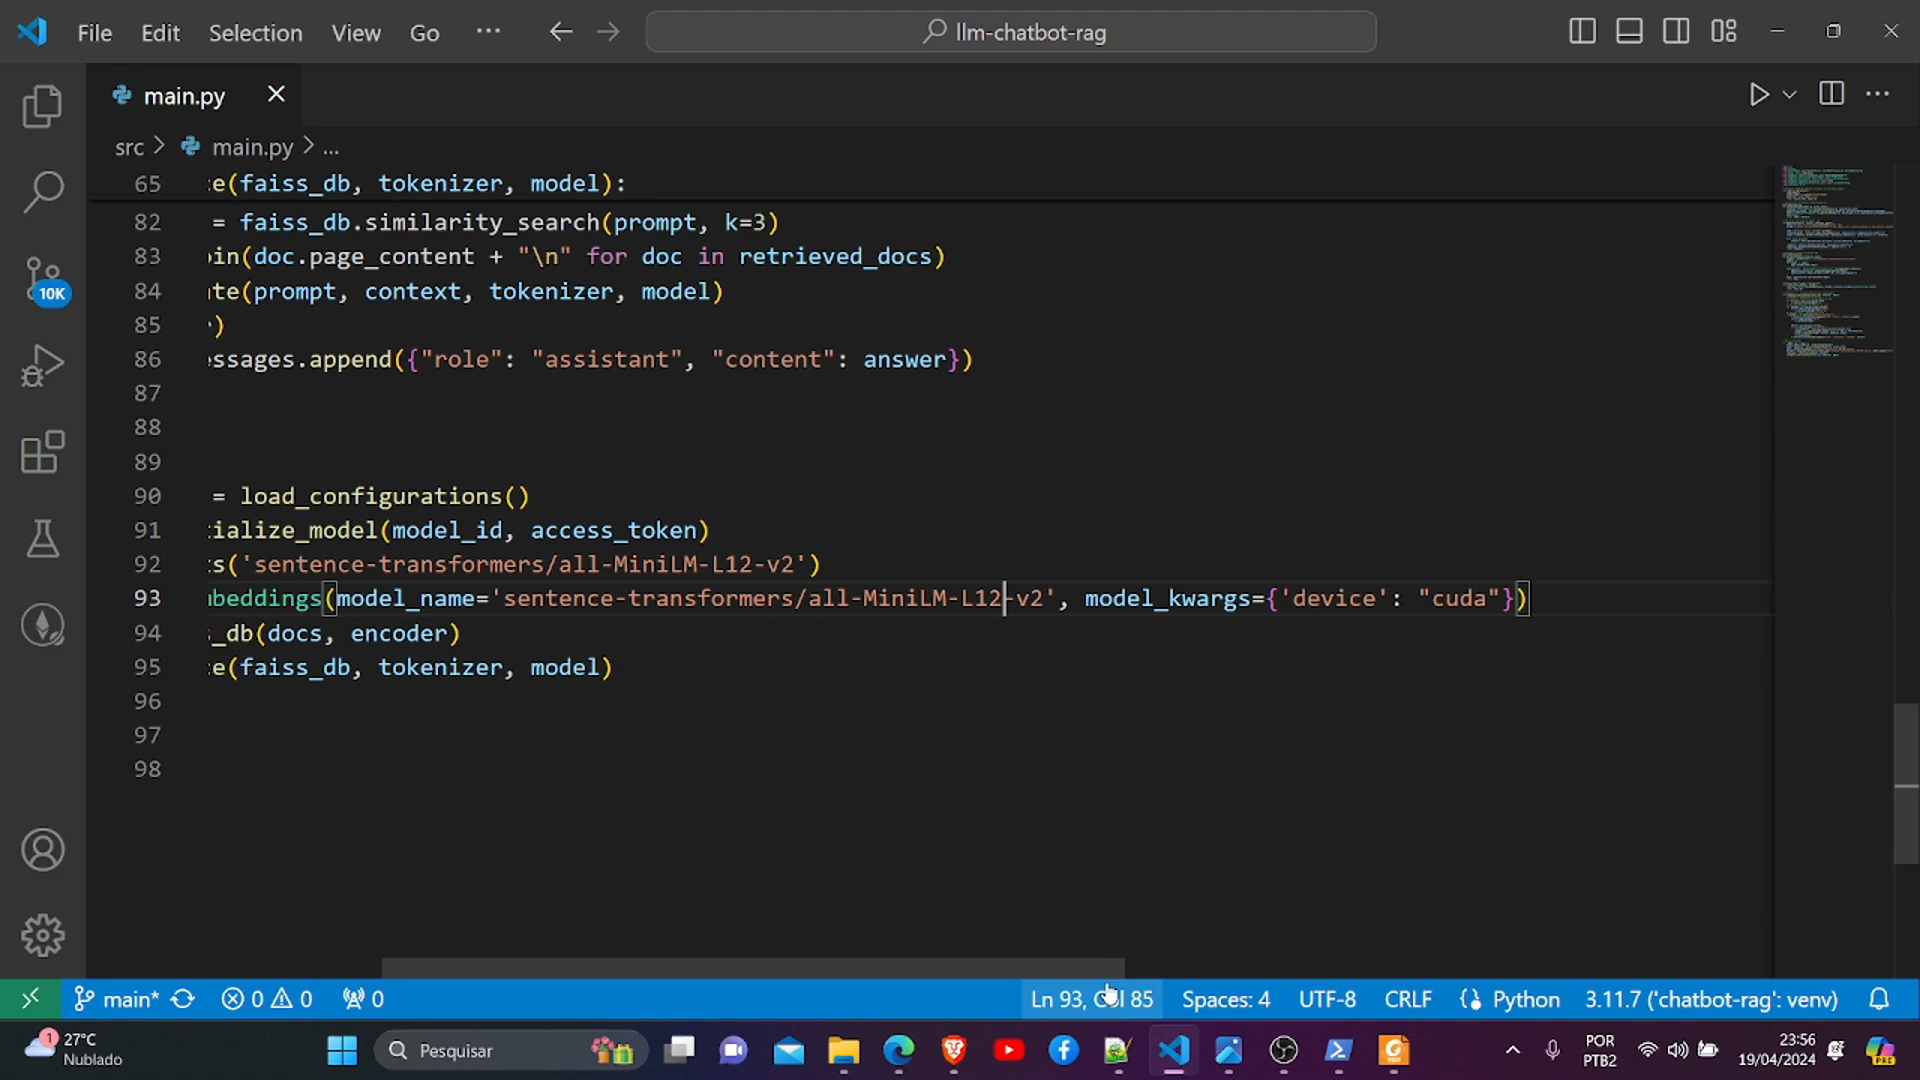 File Edit Selection View Go ... llm-chatbot-rag
main.py
src > main.py > ...
65 e(faiss_db, tokenizer, model):
82 = faiss_db.similarity_search(prompt, k=3)
83 in(doc.page_content + "\n" for doc in retrieved_docs)
84 te(prompt, context, tokenizer, model)
85 )
86 ssages.append({"role": "assistant", "content": answer})
87
88
89
90 = load_configurations()
91 ialize_model(model_id, access_token)
92 s('sentence-transformers/all-MiniLM-L12-v2')
93 beddings(model_name='sentence-transformers/all-MiniLM-L12-v2', model_kwargs={'device': "cuda"})
94 _db(docs, encoder)
95 e(faiss_db, tokenizer, model)
96
97
98
10K
main* 0 0 0 Ln 93, Col 85 Spaces: 4 UTF-8 CRLF Python 3.11.7 ('chatbot-rag': venv)
1 27°C
Nublado
Pesquisar
POR
PTB2
23:56
19/04/2024
PRE